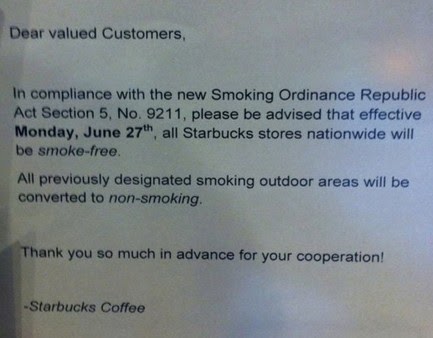 Dear valued Customers,
In compliance with the new Smoking Ordinance Republic
Act Section 5, No. 9211, please be advised that effective
Monday, June 27th, all Starbucks stores nationwide will
be smoke-free.
All previously designated smoking outdoor areas will be
converted to non-smoking.
Thank you so much in advance for your cooperation!
-Starbucks Coffee